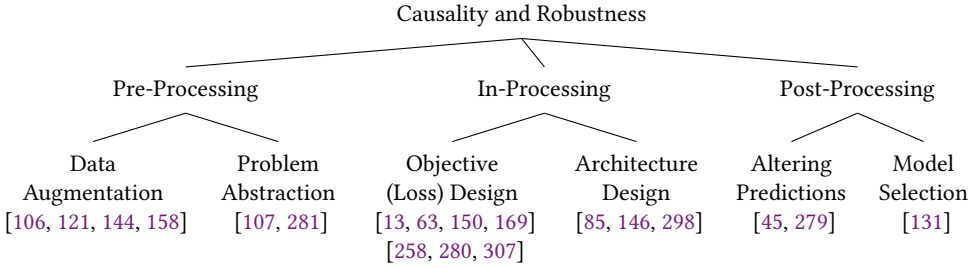 Causality and Robustness
Pre-Processing
In-Processing
Post-Processing
Data
Augmentation
[106, 121, 144, 158]
Problem
Abstraction
[107, 281]
Objective
(Loss) Design
[13, 63, 150, 169]
[258, 280, 307]
Architecture
Design
[85, 146, 298]
Altering
Predictions
[45, 279]
Model
Selection
[131]